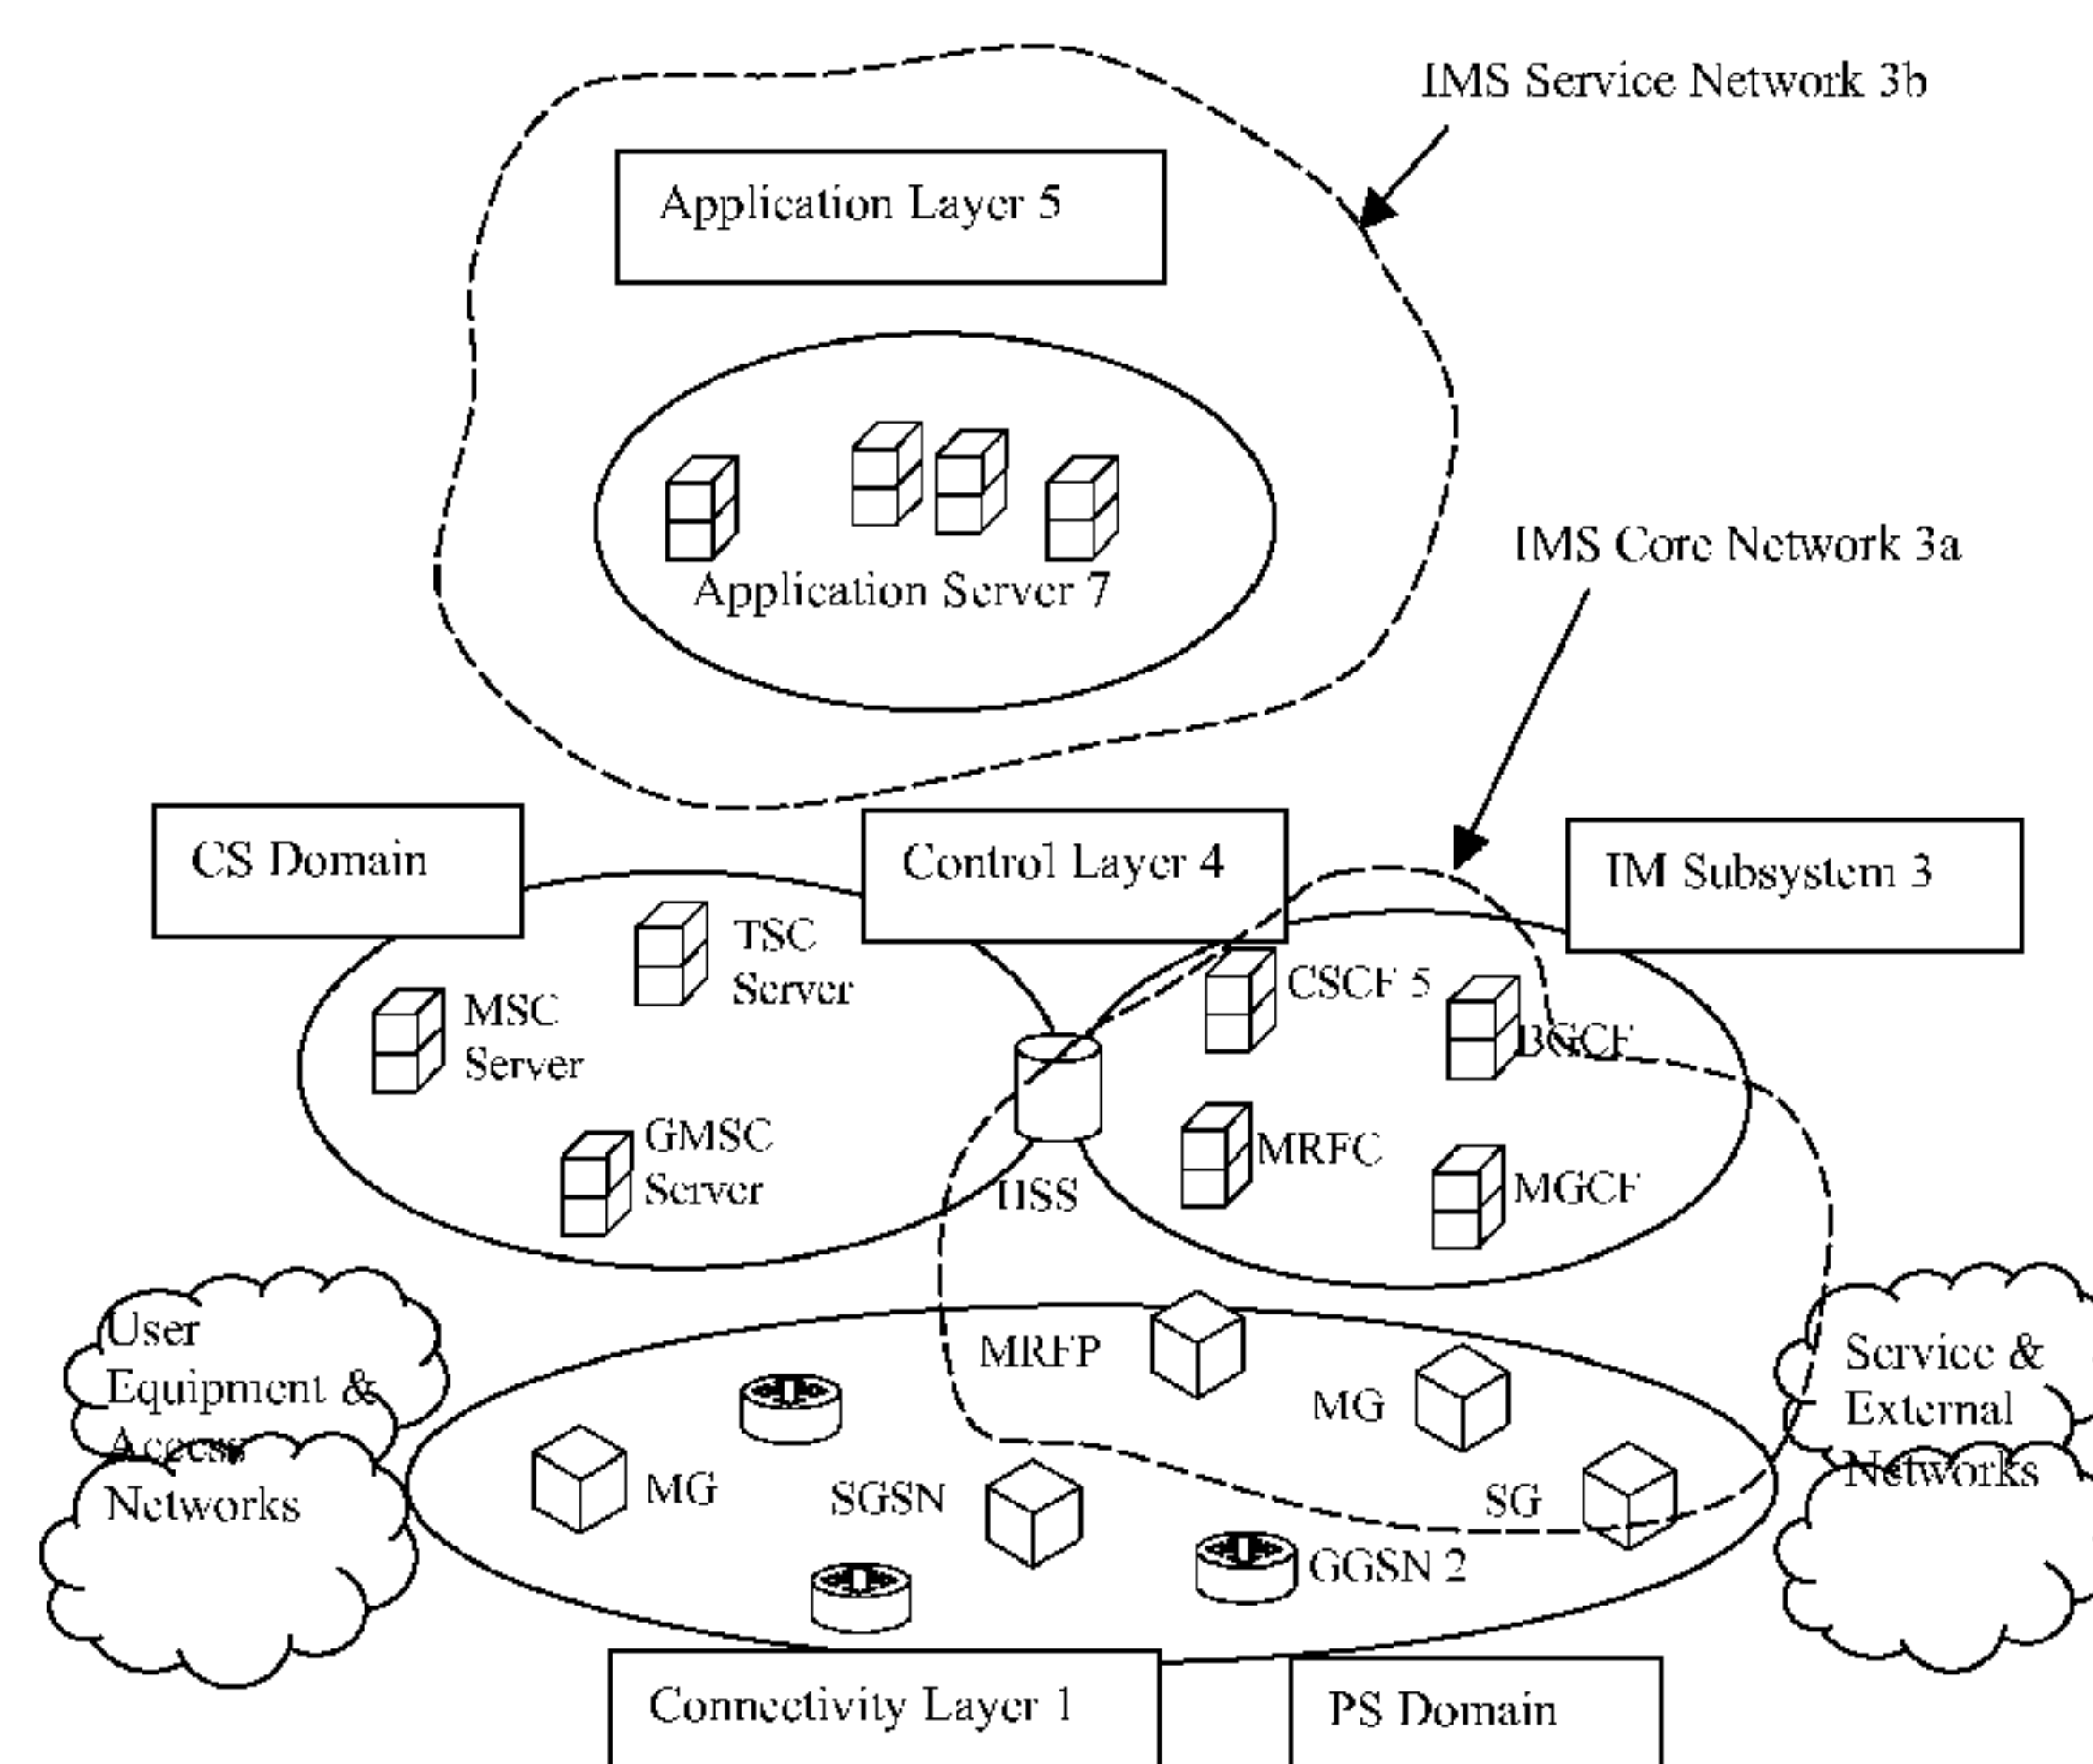 IMS Service Network 3b
Application Layer 5
Application Server 7
IMS Core Network 3a
CS Domain
Control Layer 4
IM Subsystem 3
TSC
Server
MSC
Server
GMSC
Server
HSS
CSCF 5
BGCF
MRFC
MGCF
User
Equipment &
Access
Networks
MRFP
MG
Service &
External
Networks
MG
SGSN
SG
GGSN 2
Connectivity Layer 1
PS Domain